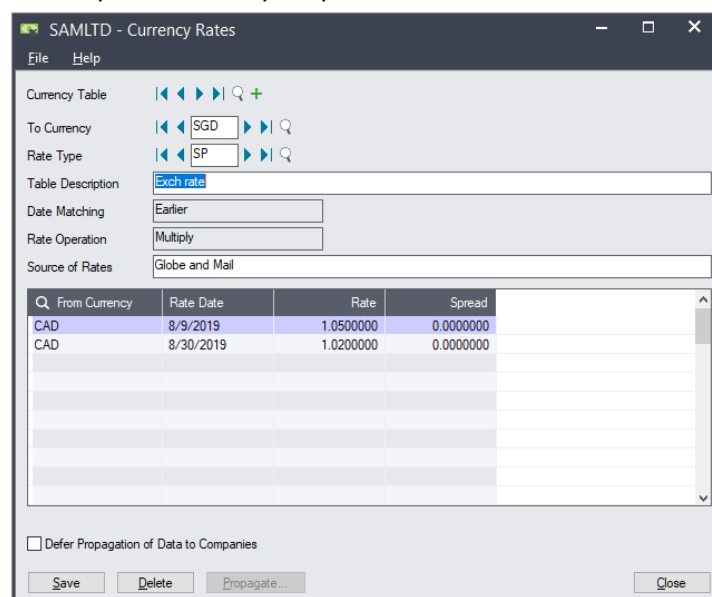 SAMLTD - Currency Rates
File Help
Currency Table
To Currency SGD
Rate Type SP
Table Description Exch rate
Date Matching Earlier
Rate Operation Multiply
Source of Rates Globe and Mail
From Currency Rate Date Rate Spread
CAD 8/9/2019 1.0500000 0.0000000
CAD 8/30/2019 1.0200000 0.0000000
Defer Propagation of Data to Companies
Save Delete Propagate... Close